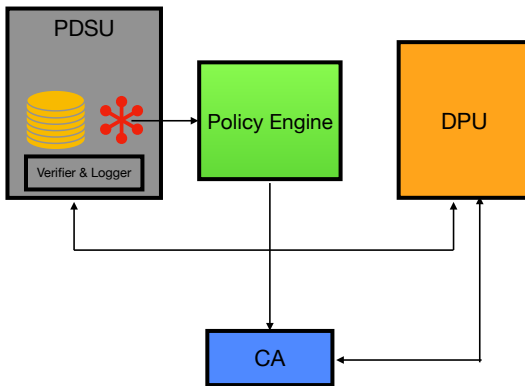 PDSU
Verifier & Logger
Policy Engine
DPU
CA